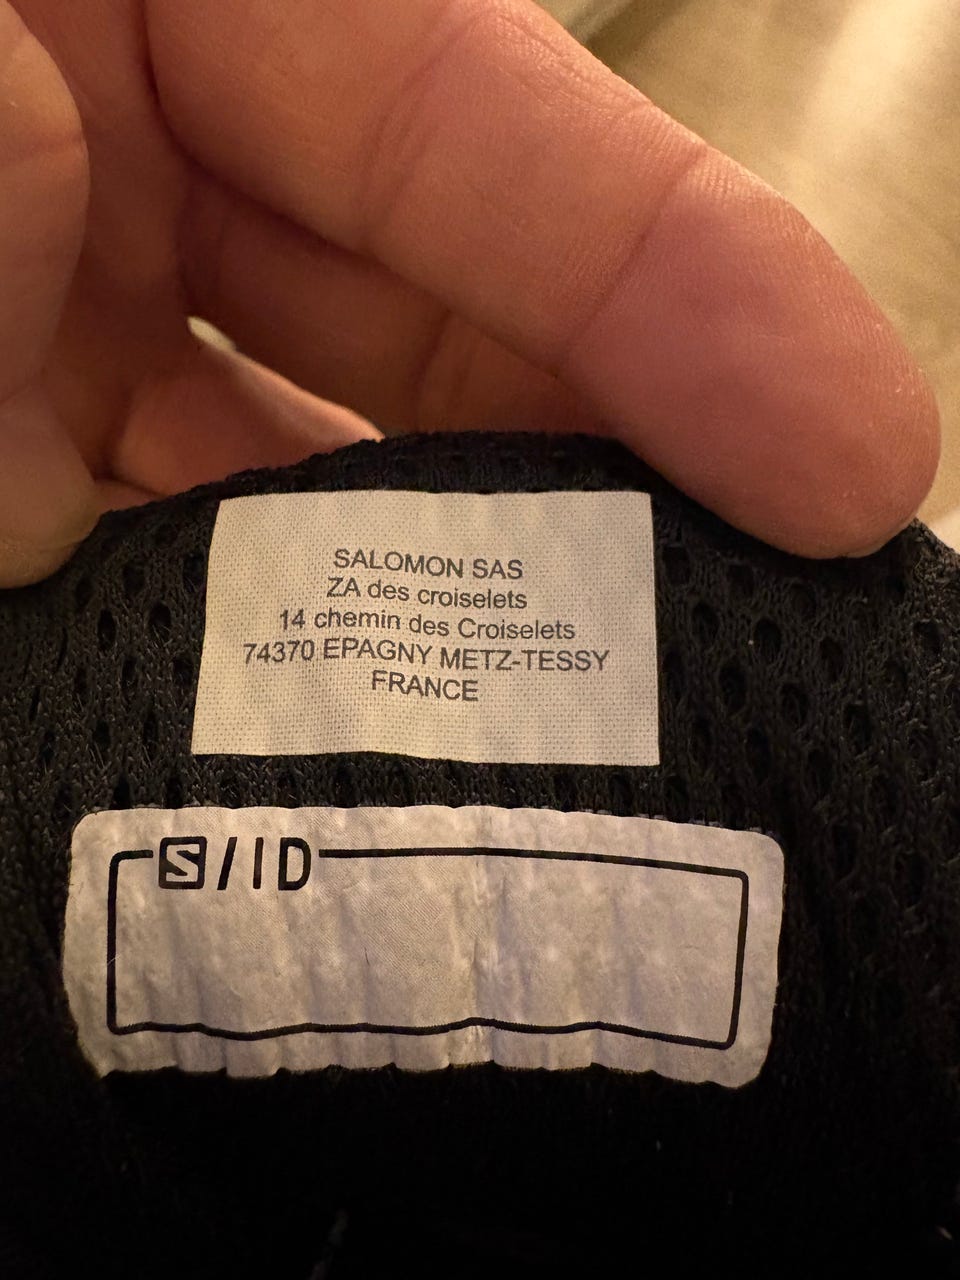 SALOMON SAS
ZA des croiselets
14 chemin des Croiselets
74370 EPAGNY METZ-TESSY
FRANCE
S/ID